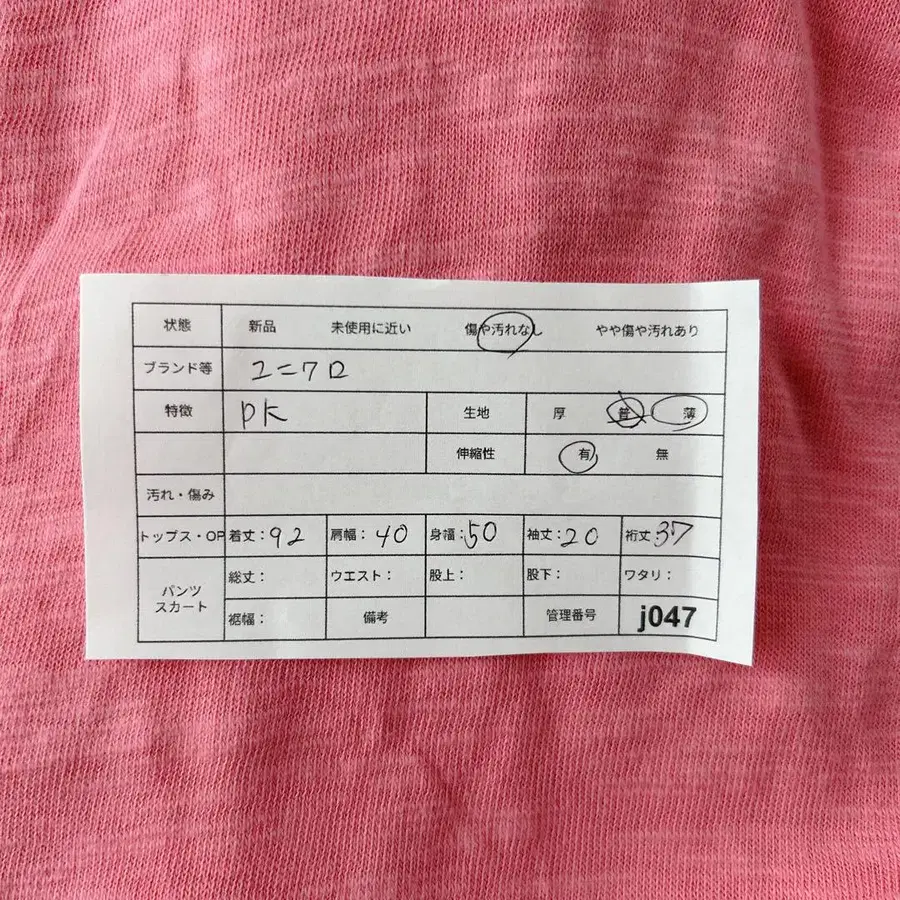 状態 新品 未使用に近い 傷や汚れなし やや傷や汚れあり
ブランド等 ユニクロ
特徴 PK 生地 厚 普 薄
伸縮性 有 無
汚れ・傷み
トップス・OP 着丈：92 肩幅：40 身幅：50 袖丈：20 裄丈：37
パンツ スカート 総丈： ウエスト： 股上： 股下： ワタリ：
裾幅： 備考 管理番号 j047